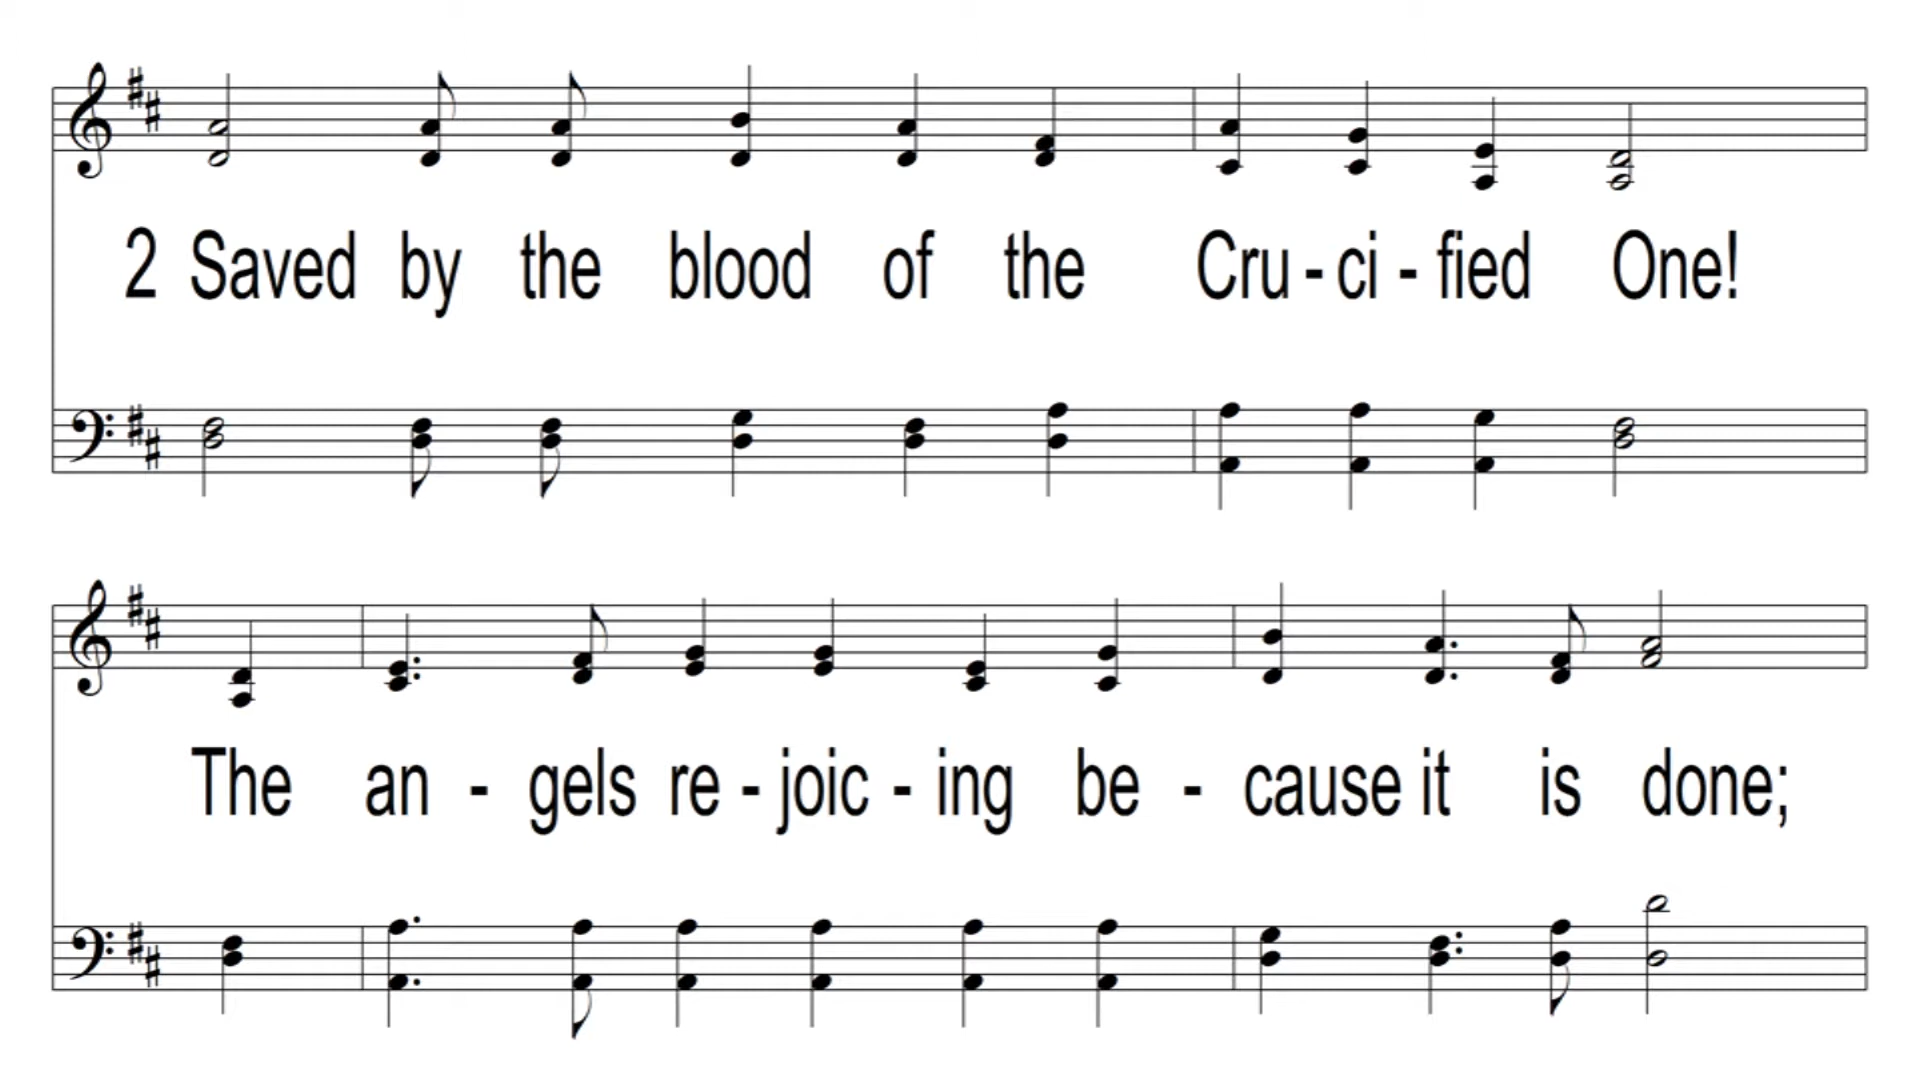 2 Saved by the blood of the Cru - ci - fied One!
The an - gels re - joic - ing be - cause it is done;